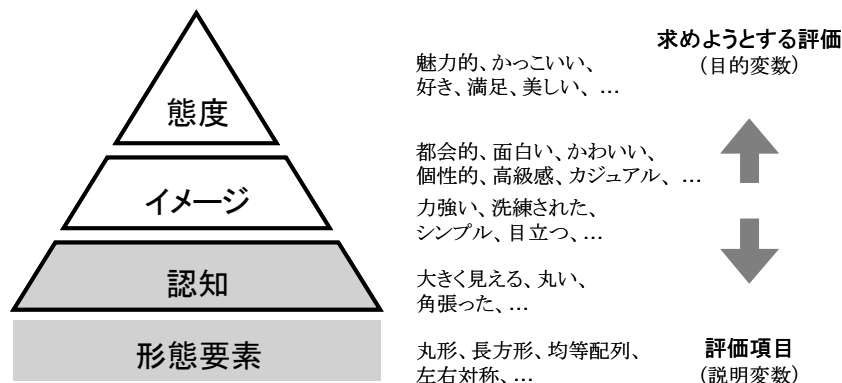 求めようとする評価
(目的変数)
魅力的、かっこいい、
好き、満足、美しい、…
態度
都会的、面白い、かわいい、
個性的、高級感、カジュアル、…
イメージ
力強い、洗練された、
シンプル、目立つ、…
認知
大きく見える、丸い、
角張った、…
形態要素
丸形、長方形、均等配列、
左右対称、…
評価項目
(説明変数)